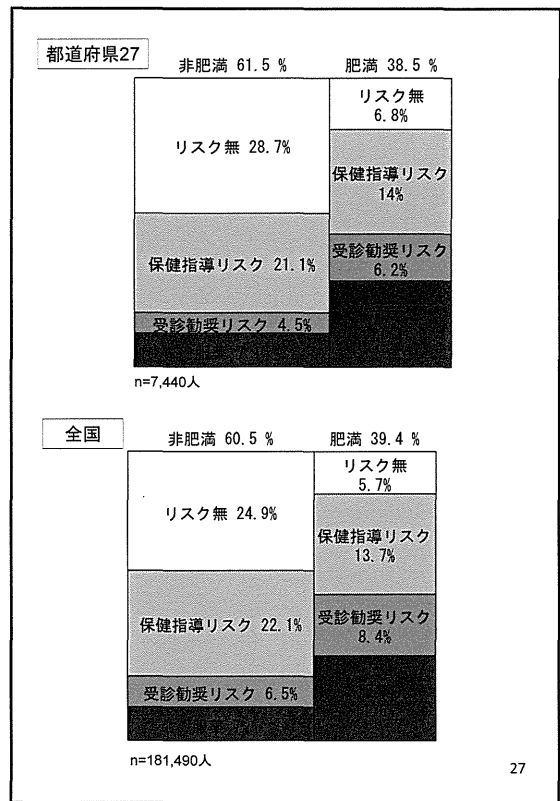 都道府県27
非肥満 61.5 %
肥満 38.5 %
リスク無 28.7%
保健指導リスク 21.1%
受診勧奨リスク 4.5%
リスク無
6.8%
保健指導リスク
14%
受診勧奨リスク
6.2%
n=7,440人
全国
非肥満 60.5 %
肥満 39.4 %
リスク無 24.9%
保健指導リスク 22.1%
受診勧奨リスク 6.5%
リスク無
5.7%
保健指導リスク
13.7%
受診勧奨リスク
8.4%
n=181,490人
27